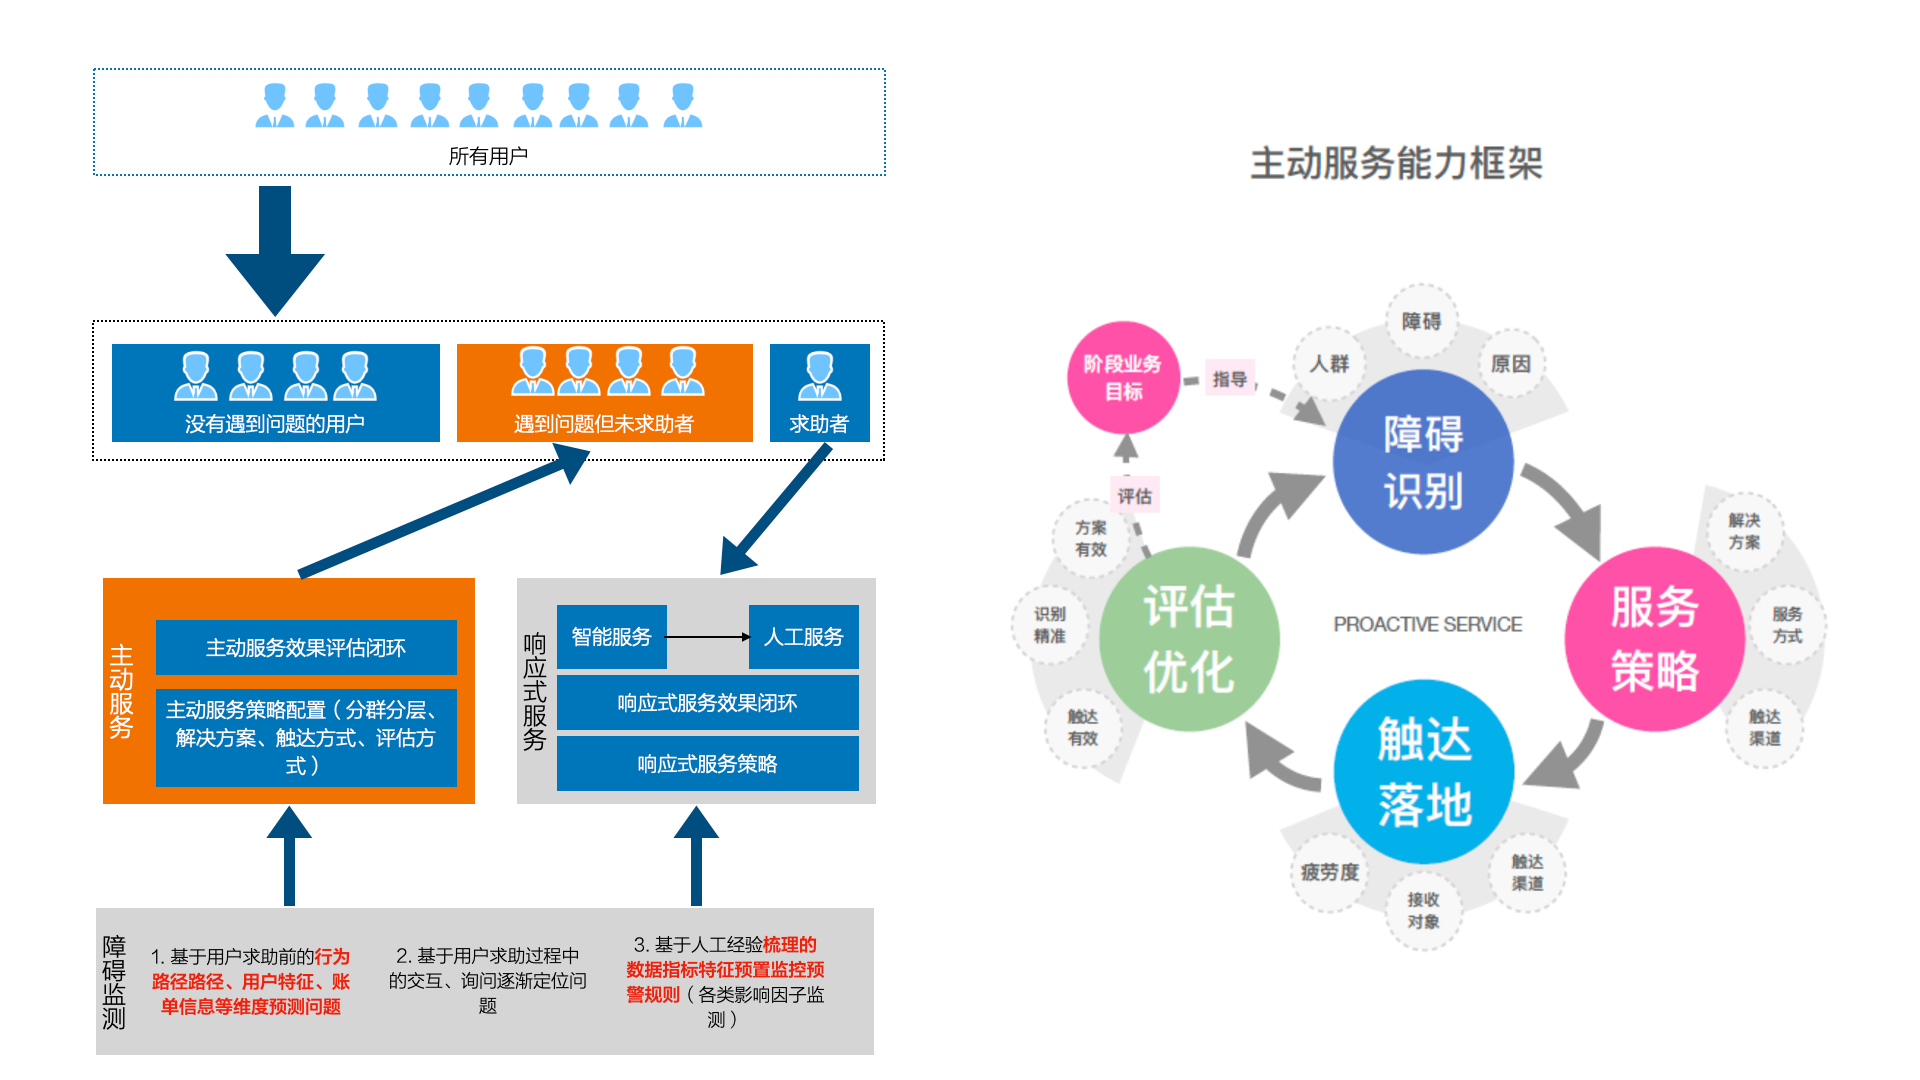 所有用户
没有遇到问题的用户
遇到问题但未求助者
求助者
主动服务
主动服务效果评估闭环
主动服务策略配置（分群分层、
解决方案、触达方式、评估方
式）
响应式服务
智能服务
人工服务
响应式服务效果闭环
响应式服务策略
障碍监测
1. 基于用户求助前的行为
路径路径、用户特征、账
单信息等维度预测问题
2. 基于用户求助过程中
的交互、询问逐渐定位问
题
3. 基于人工经验梳理的
数据指标特征预置监控预
警规则（各类影响因子监
测）
主动服务能力框架
阶段业务
目标
指导
评估
人群
障碍
原因
障碍
识别
解决
方案
服务
方式
触达
渠道
服务
策略
PROACTIVE SERVICE
方案
有效
识别
精准
触达
有效
评估
优化
触达
落地
疲劳度
接收
对象
触达
渠道